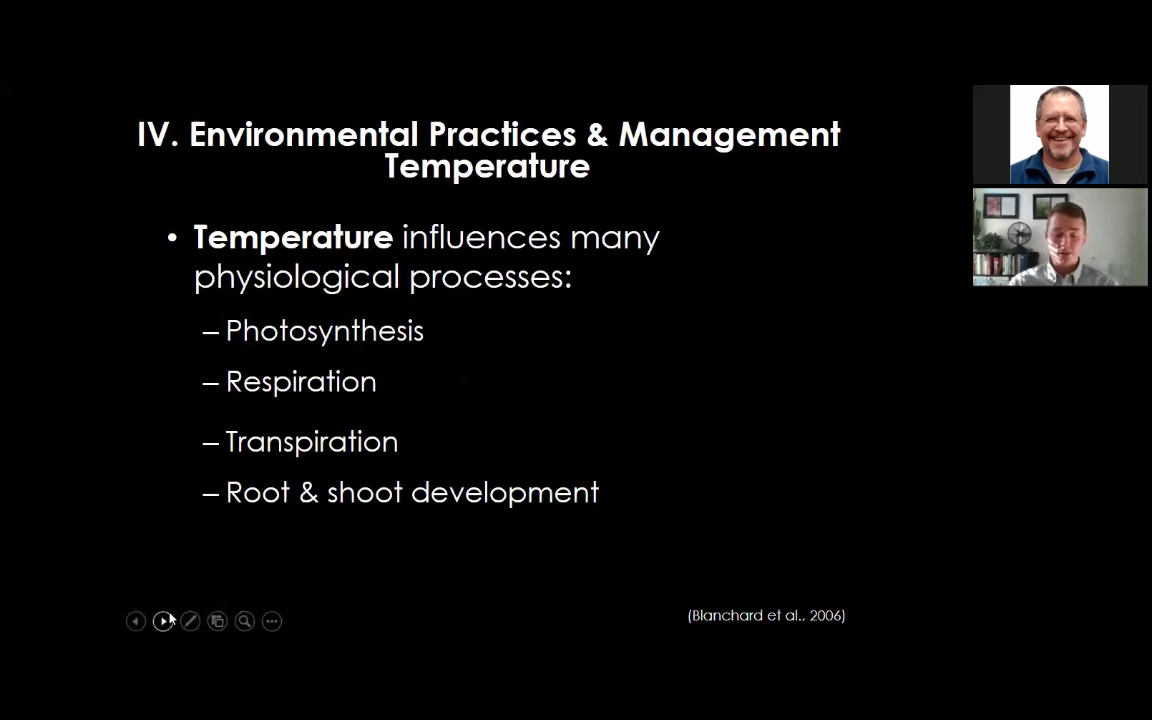 IV. Environmental Practices & Management
Temperature
• Temperature influences many
physiological processes:
– Photosynthesis
– Respiration
– Transpiration
– Root & shoot development
(Blanchard et al., 2006)